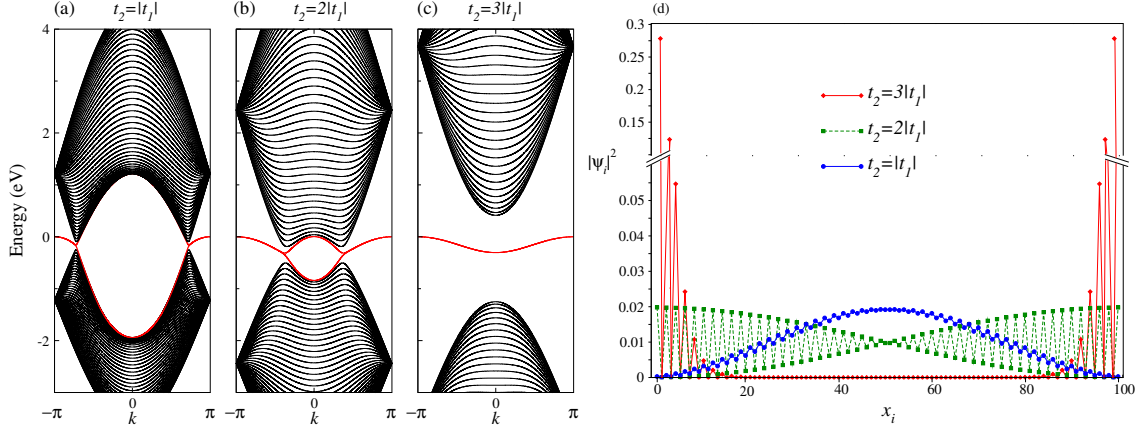 (a) t₂=|t₁|
(b) t₂=2|t₁|
(c) t₂=3|t₁|
(d)
Energy (eV)
4
2
0
-2
−π 0 π
k
−π 0 π
k
−π 0 π
k
|ψᵢ|²
0.3
0.25
0.2
0.15
0.05
0.04
0.03
0.02
0.01
0
t₂=3|t₁|
t₂=2|t₁|
t₂=|t₁|
0 20 40 60 80 100
xᵢ